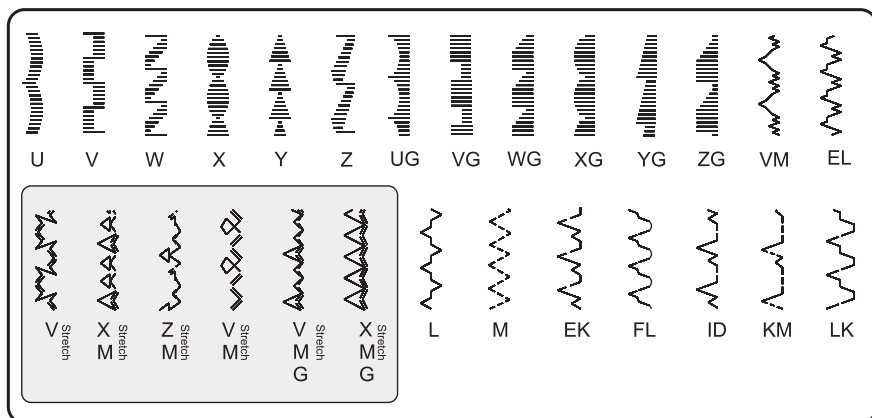 U V W X Y Z UG VG WG XG YG ZG VM EL
V Stretch X Stretch Z Stretch V Stretch V Stretch X Stretch L M EK FL ID KM LK
M M M M M
G G